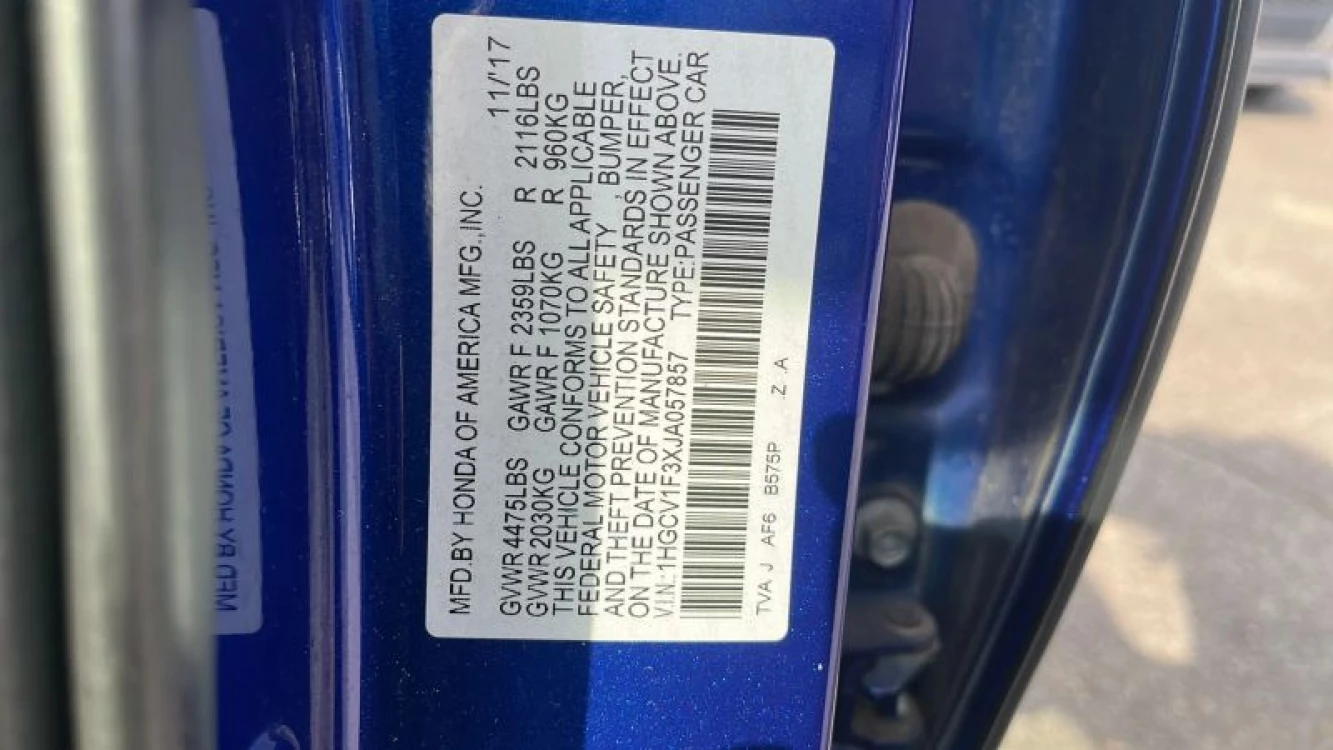 MFD.BY HONDA OF AMERICA MFG.,INC. 11/'17
GVWR 4475LBS GAWR F 2359LBS R 2116LBS
GVWR 2030KG GAWR F 1070KG R 960KG
THIS VEHICLE CONFORMS TO ALL APPLICABLE
FEDERAL MOTOR VEHICLE SAFETY , BUMPER,
AND THEFT PREVENTION STANDARDS, IN EFFECT
ON THE DATE OF MANUFACTURE SHOWN ABOVE.
V.I.N.:1HGCV1F3XJA057857 TYPE:PASSENGER CAR
TVA J AF6 B575P Z .A